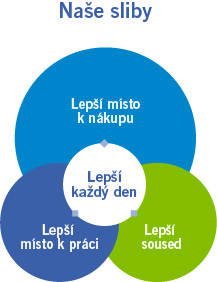 Naše sliby
Lepší místo
k nákupu
Lepší
každý den
Lepší
místo k práci
Lepší
soused